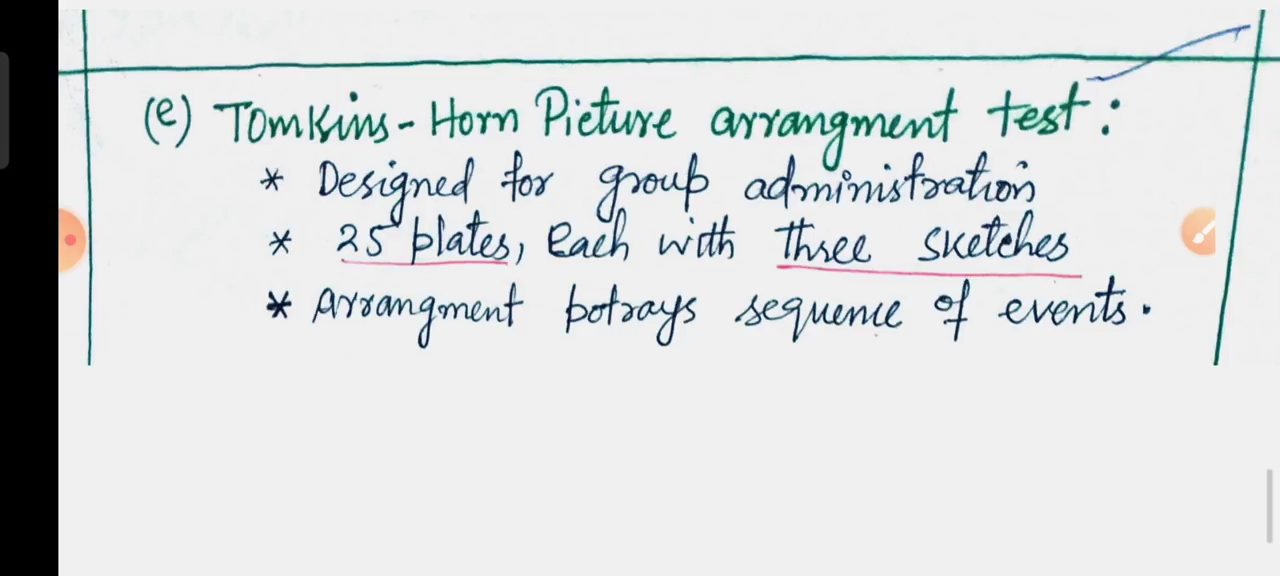 (e) Tomkins-Horn Picture arrangment test:
* Designed for group administration
* 25 plates, Each with three sketches
* Arrangment potrays sequence of events.